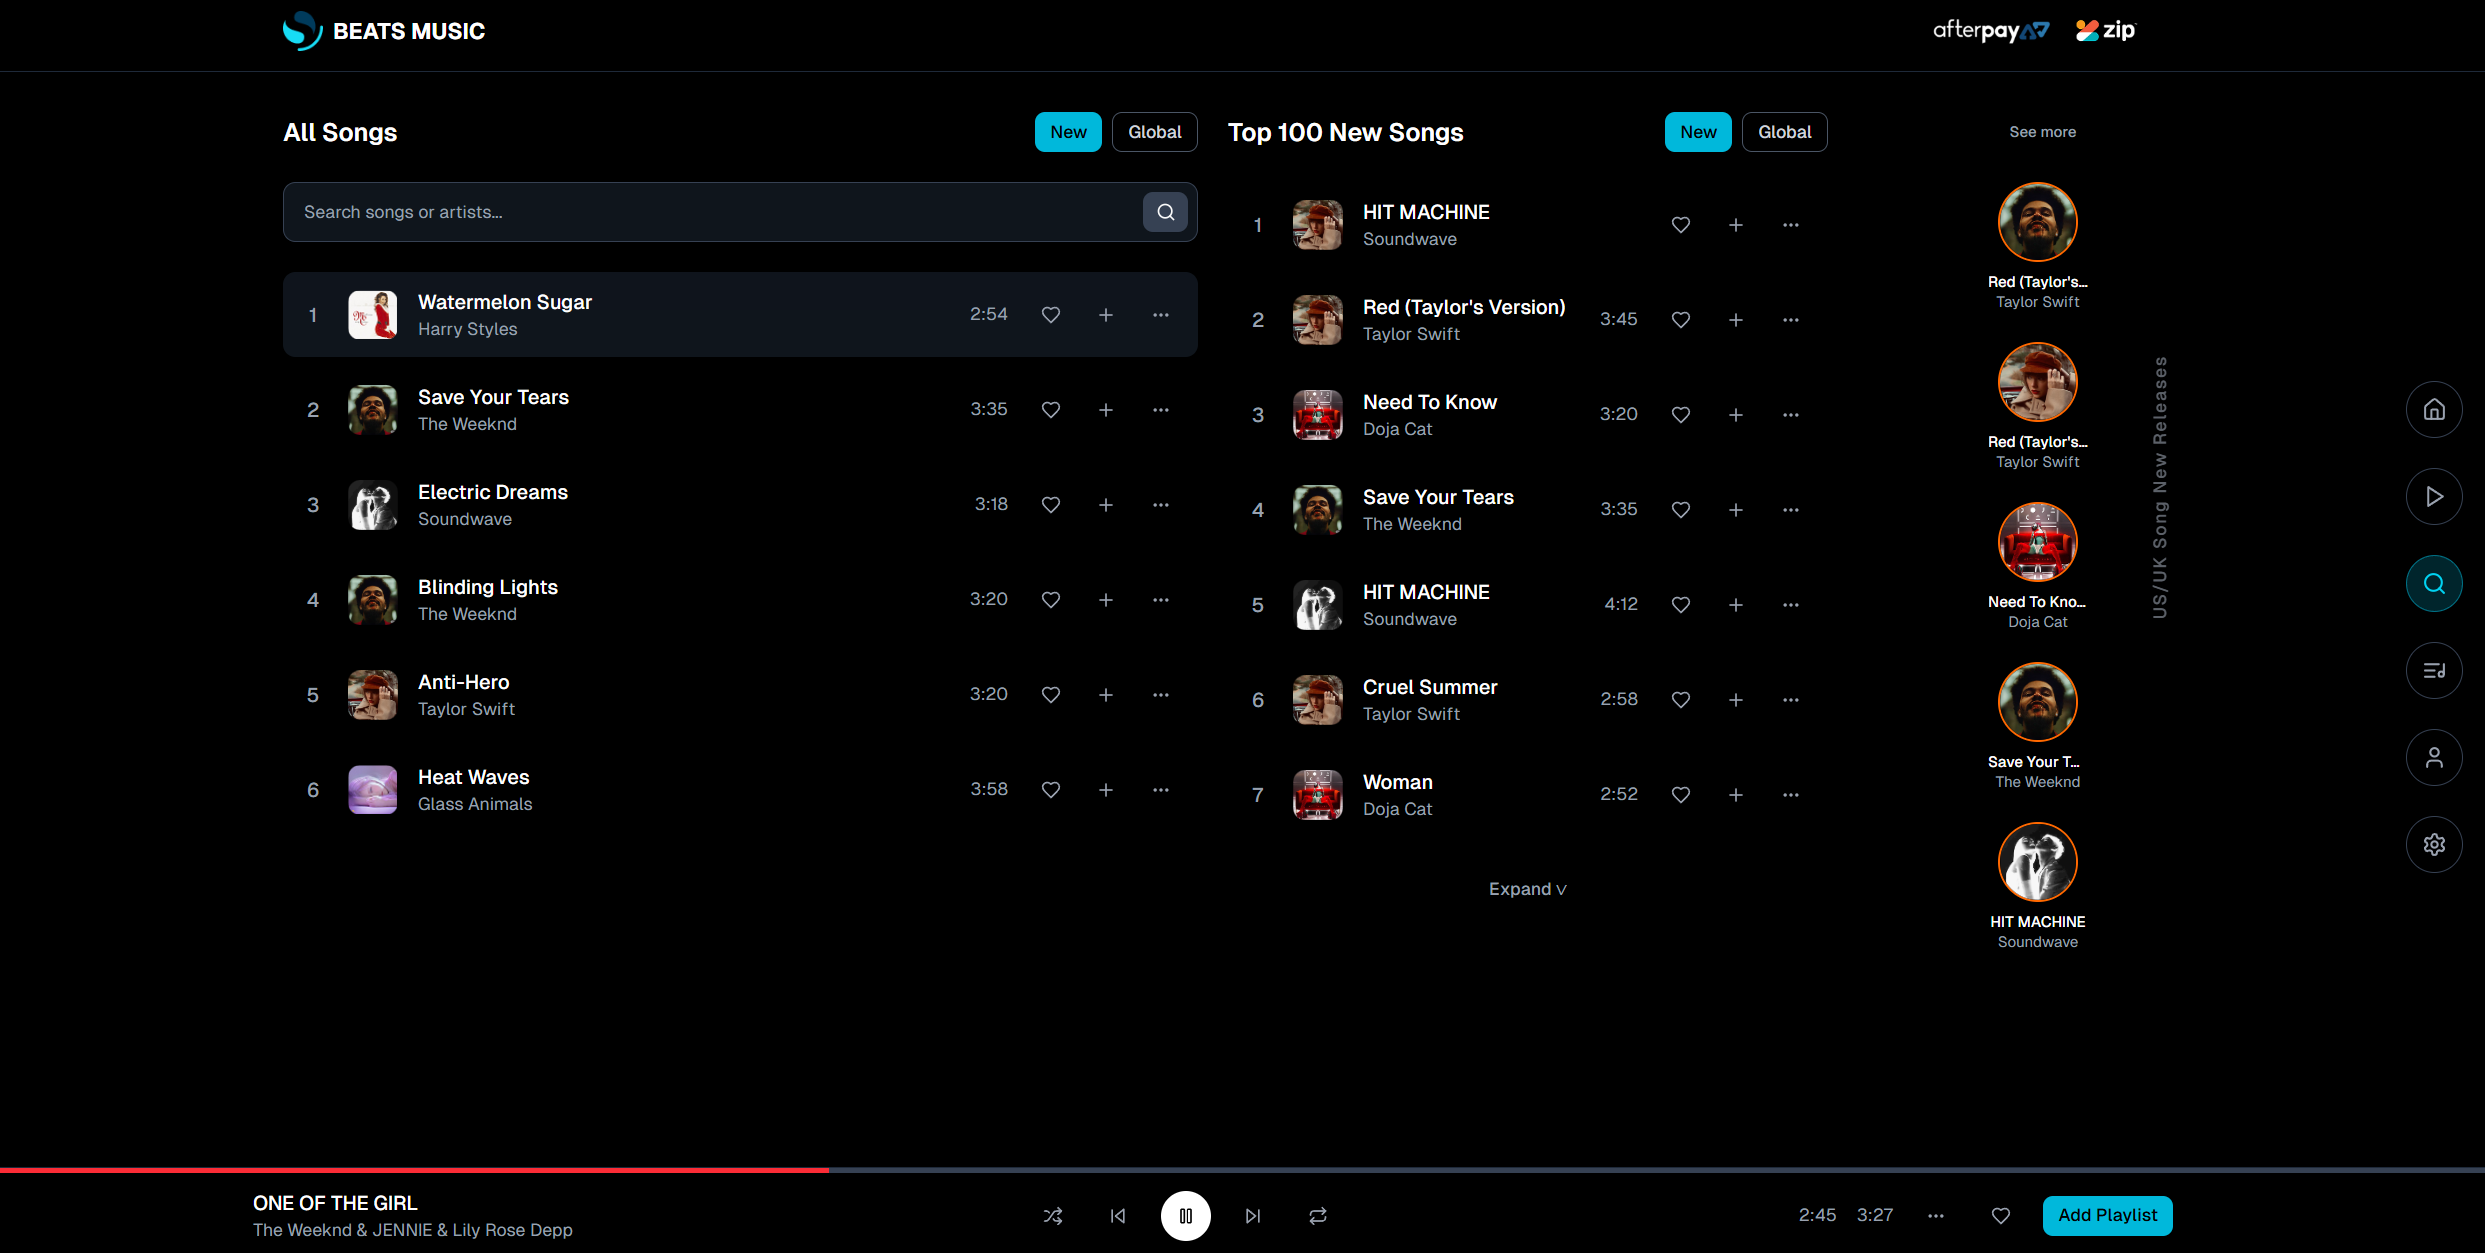 BEATS MUSIC
afterpay
zip
All Songs
New
Global
Search songs or artists...
1
Watermelon Sugar
Harry Styles
2:54
2
Save Your Tears
The Weeknd
3:35
3
Electric Dreams
Soundwave
3:18
4
Blinding Lights
The Weeknd
3:20
5
Anti-Hero
Taylor Swift
3:20
6
Heat Waves
Glass Animals
3:58
Top 100 New Songs
New
Global
1
HIT MACHINE
Soundwave
2
Red (Taylor's Version)
Taylor Swift
3:45
3
Need To Know
Doja Cat
3:20
4
Save Your Tears
The Weeknd
3:35
5
HIT MACHINE
Soundwave
4:12
6
Cruel Summer
Taylor Swift
2:58
7
Woman
Doja Cat
2:52
Expand
See more
Red (Taylor's...
Taylor Swift
Red (Taylor's...
Taylor Swift
Need To Kno...
Doja Cat
Save Your T...
The Weeknd
HIT MACHINE
Soundwave
US/UK Song New Releases
ONE OF THE GIRL
The Weeknd & JENNIE & Lily Rose Depp
2:45
3:27
Add Playlist